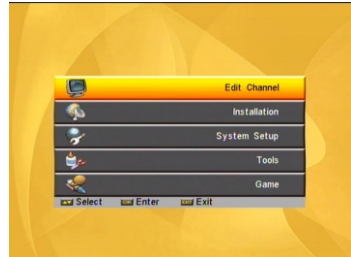 Edit Channel
Installation
System Setup
Tools
Game
Select Enter Exit